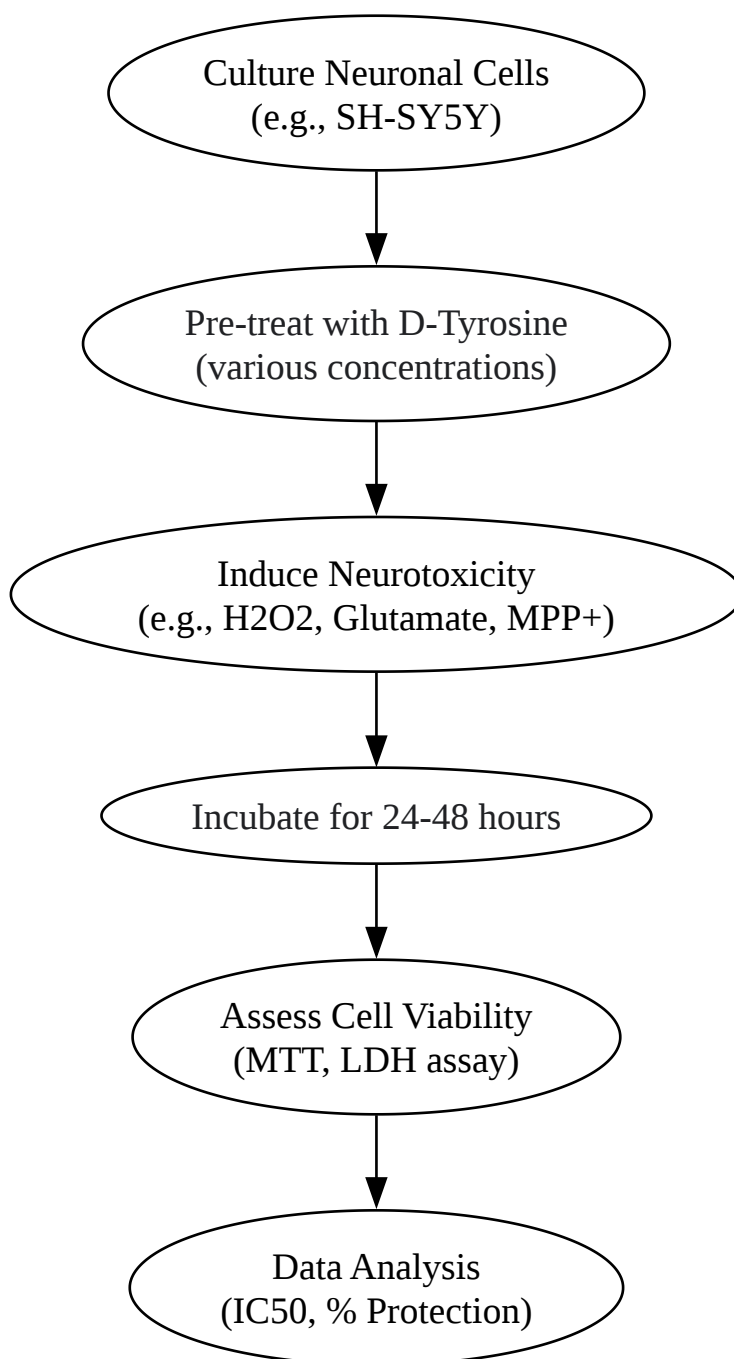 Culture Neuronal Cells
(e.g., SH-SY5Y)
Pre-treat with D-Tyrosine
(various concentrations)
Induce Neurotoxicity
(e.g., H2O2, Glutamate, MPP+)
Incubate for 24-48 hours
Assess Cell Viability
(MTT, LDH assay)
Data Analysis
(IC50, % Protection)